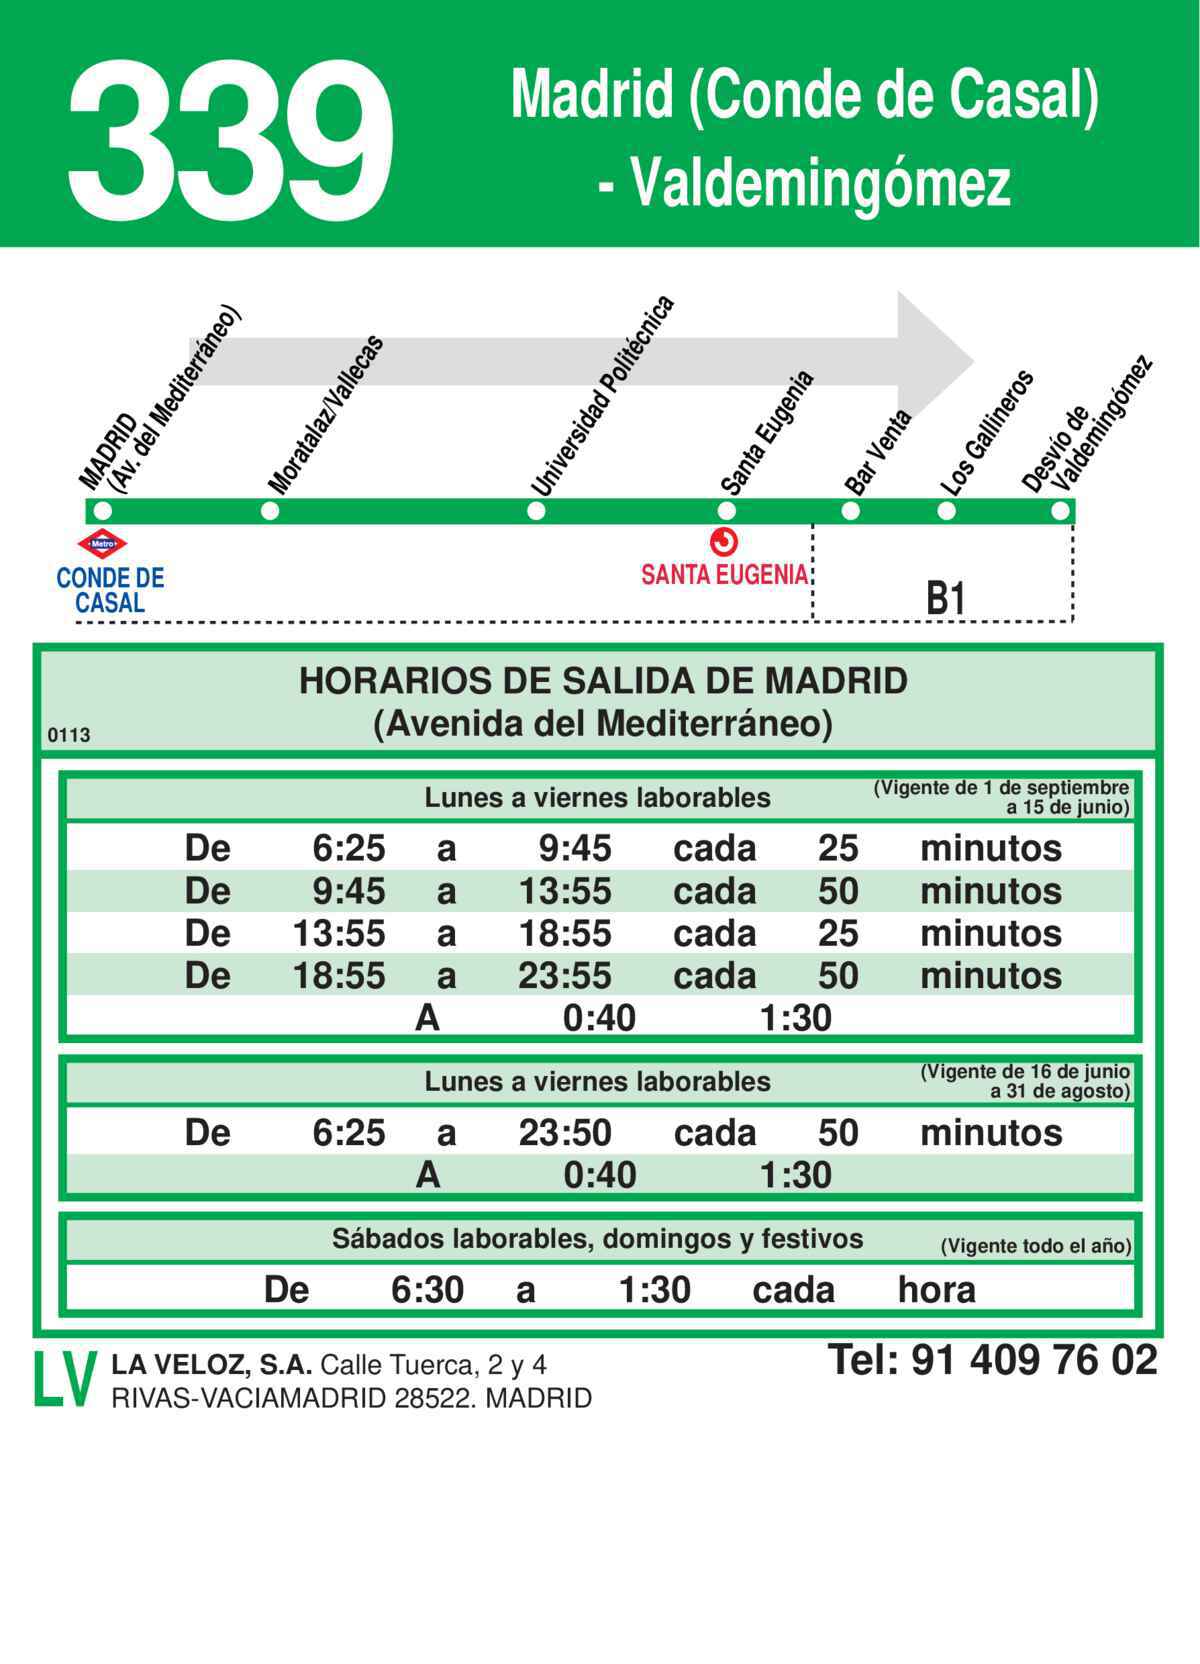 339
Madrid (Conde de Casal)
- Valdemingómez
MADRID
(Av. del Mediterráneo)
Moratalaz/Vallecas
Universidad Politécnica
Santa Eugenia
Bar Venta
Los Gallineros
Desvío de
Valdemingómez
Metro
CONDE DE
CASAL
SANTA EUGENIA
B1
HORARIOS DE SALIDA DE MADRID
(Avenida del Mediterráneo)
0113
Lunes a viernes laborables
(Vigente de 1 de septiembre
a 15 de junio)
De 6:25 a 9:45 cada 25 minutos
De 9:45 a 13:55 cada 50 minutos
De 13:55 a 18:55 cada 25 minutos
De 18:55 a 23:55 cada 50 minutos
A 0:40 1:30
Lunes a viernes laborables
(Vigente de 16 de junio
a 31 de agosto)
De 6:25 a 23:50 cada 50 minutos
A 0:40 1:30
Sábados laborables, domingos y festivos (Vigente todo el año)
De 6:30 a 1:30 cada hora
LV
LA VELOZ, S.A. Calle Tuerca, 2 y 4
RIVAS-VACIAMADRID 28522. MADRID
Tel: 91 409 76 02